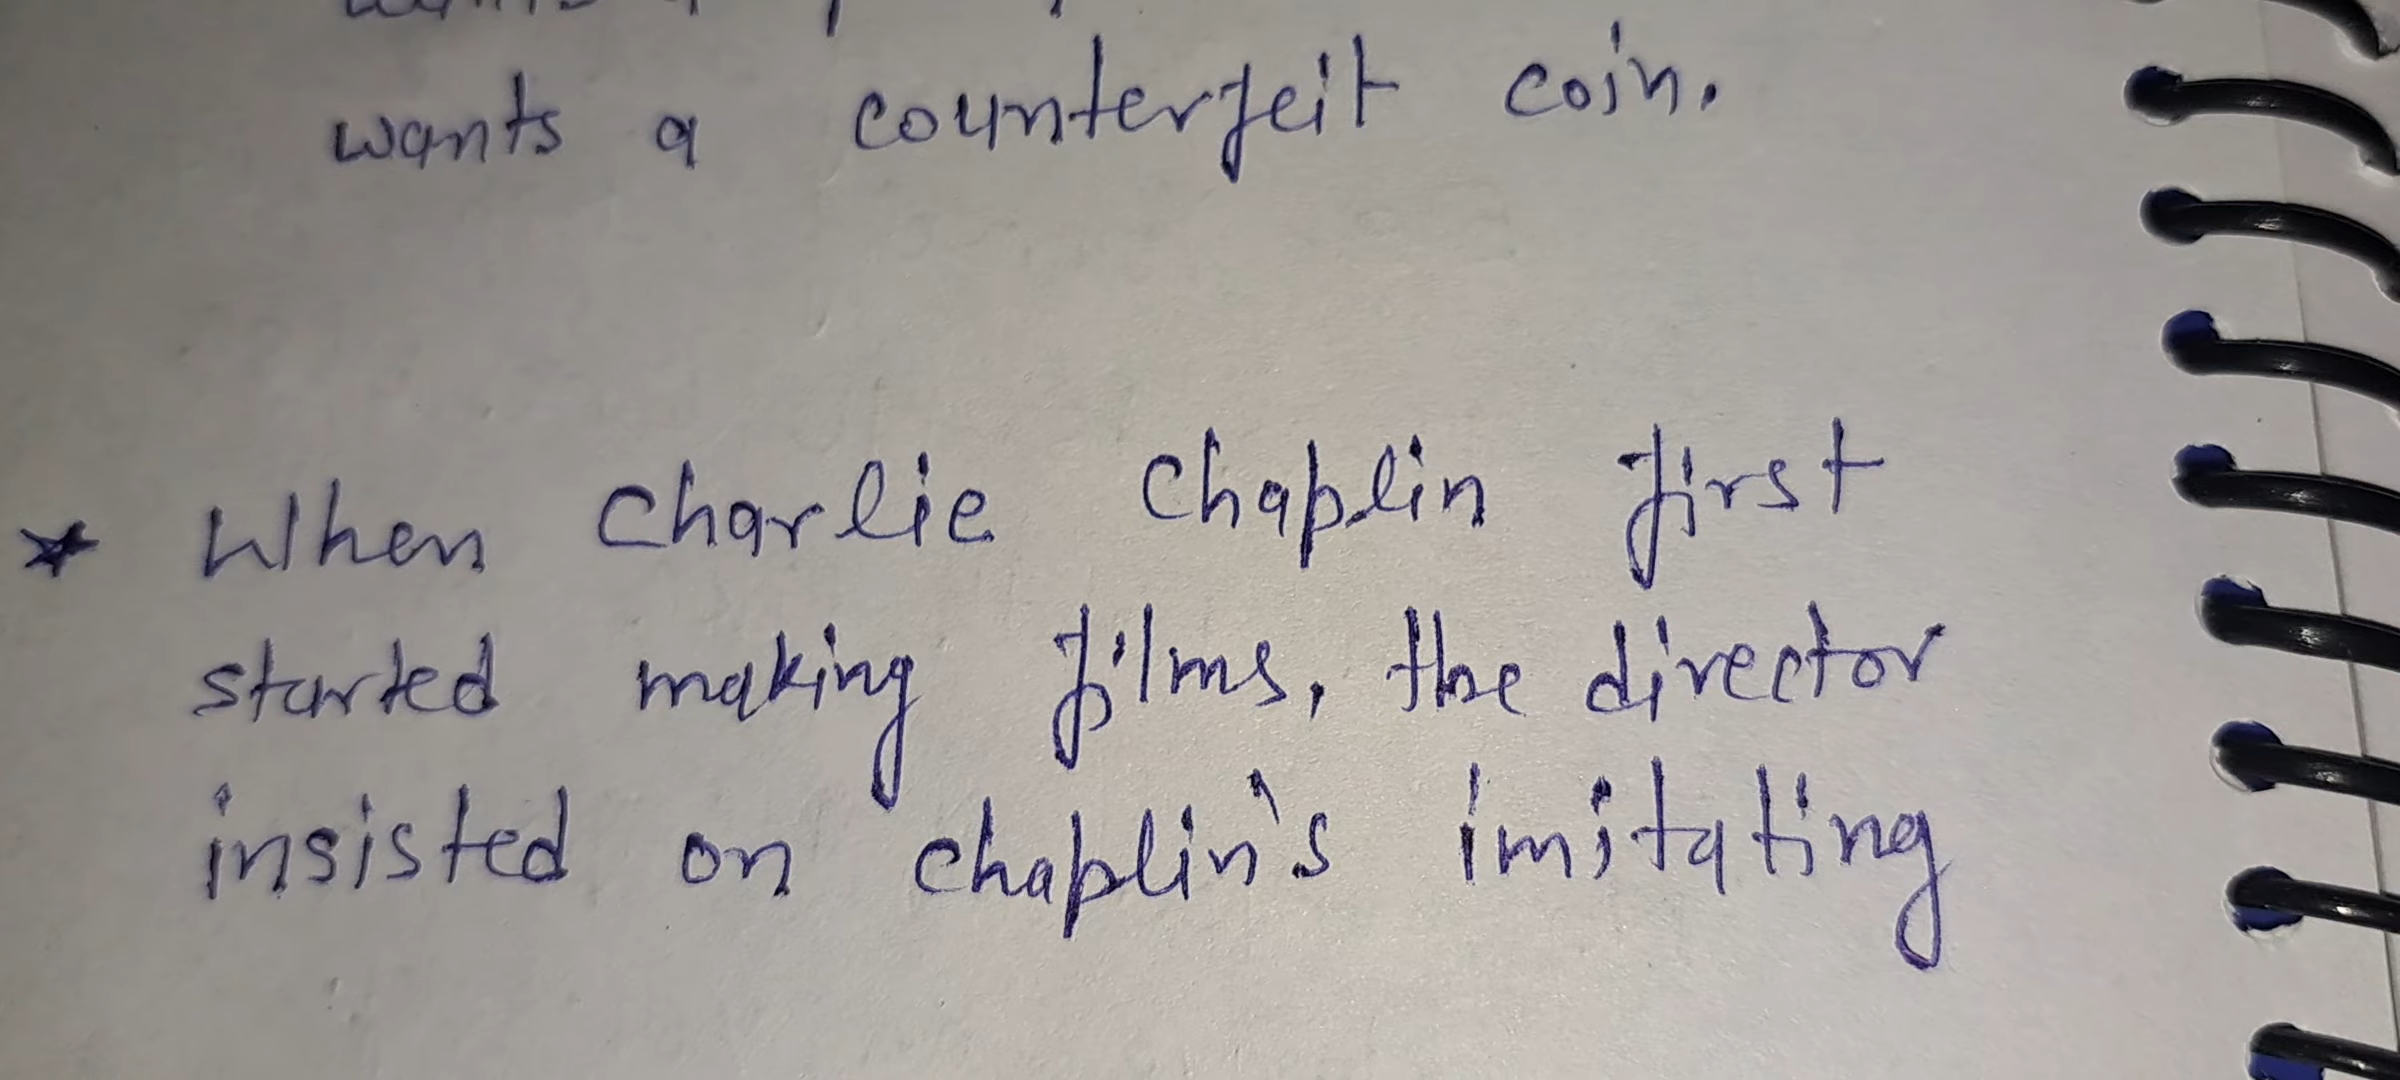 wants a counterfeit coin.
* When Charlie Chaplin first
started making films, the director
insisted on chaplin's imitating